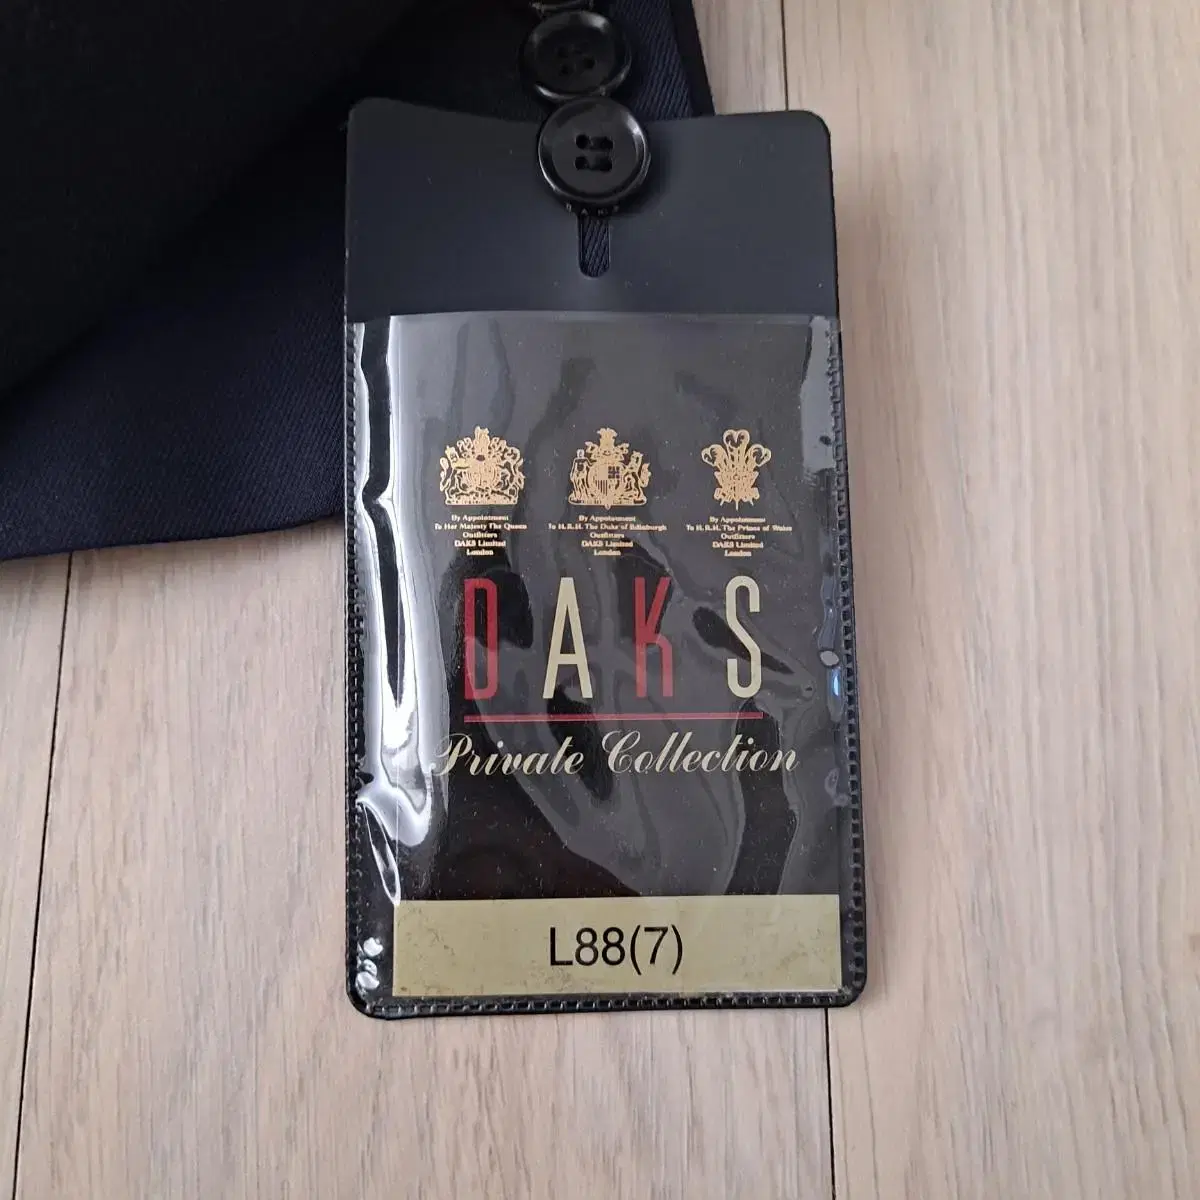 DAKS
By Appointment
To Her Majesty The Queen
Outfitters
DAKS Limited
London
By Appointment
To H.R.H. The Duke of Edinburgh
Outfitters
DAKS Limited
London
By Appointment
To H.R.H. The Prince of Wales
Outfitters
DAKS Limited
London
DAKS
Private Collection
L88(7)